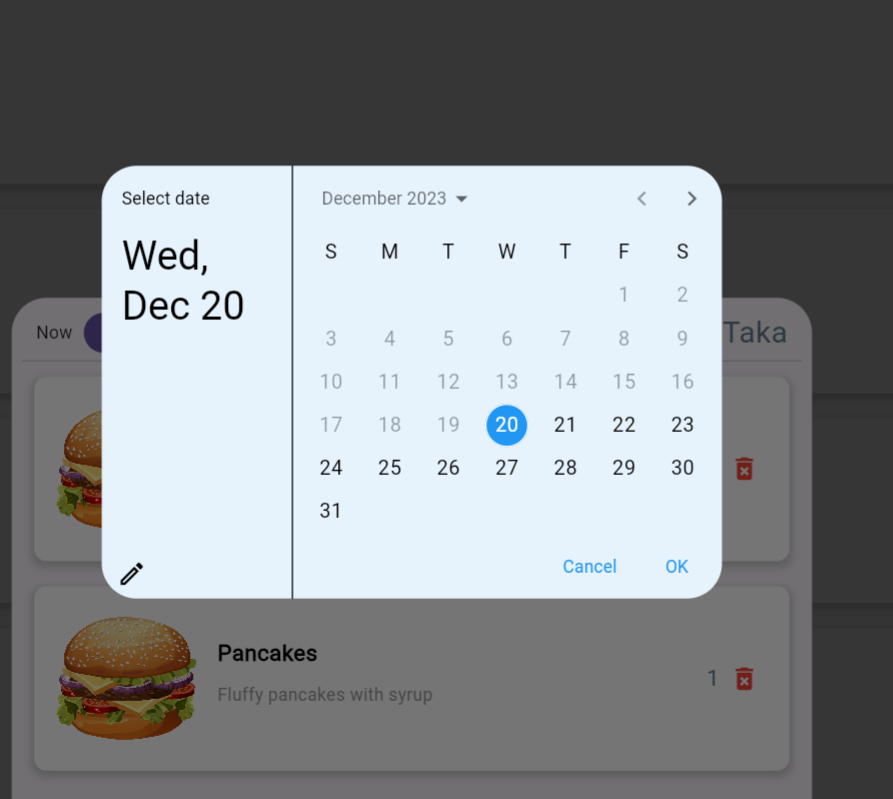 Select date
Wed,
Dec 20
December 2023
S M T W T F S
1 2
3 4 5 6 7 8 9
10 11 12 13 14 15 16
17 18 19 20 21 22 23
24 25 26 27 28 29 30
31
Cancel OK
Now
Taka
Pancakes
Fluffy pancakes with syrup
1